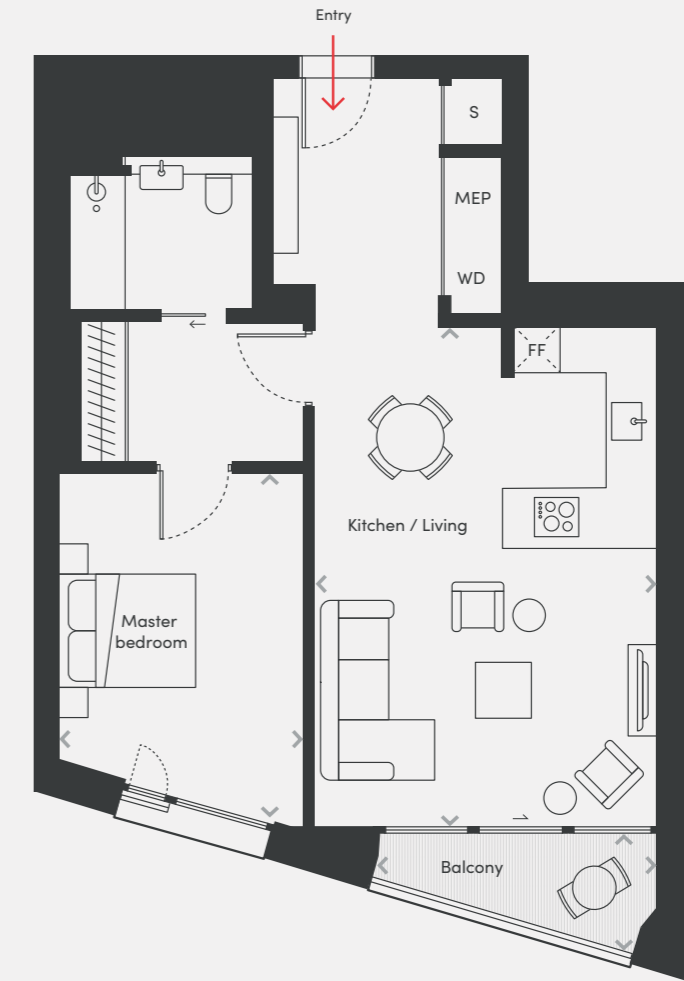 Entry
S
MEP
WD
FF
Kitchen / Living
Master
bedroom
Balcony